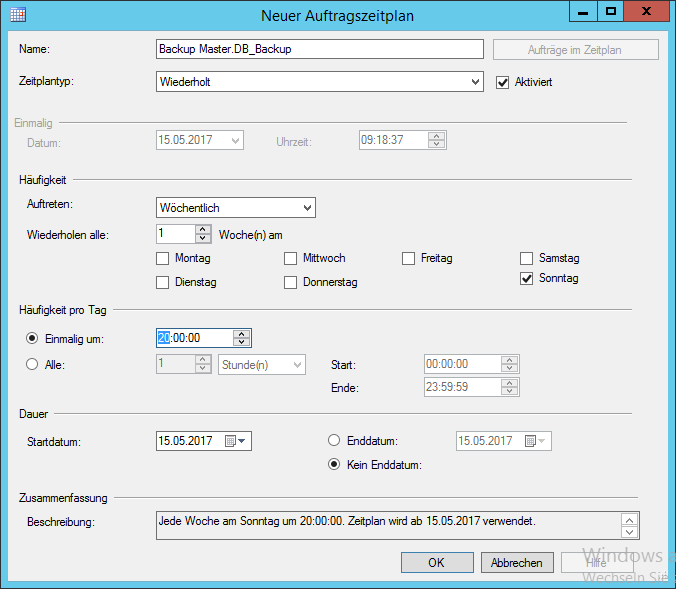 Neuer Auftragszeitplan
Name: Backup Master.DB_Backup Aufträge im Zeitplan
Zeitplantyp: Wiederholt Aktiviert
Einmalig
Datum: 15.05.2017 Uhrzeit: 09:18:37
Häufigkeit
Auftreten: Wöchentlich
Wiederholen alle: 1 Woche(n) am
Montag Mittwoch Freitag Samstag
Dienstag Donnerstag Sonntag
Häufigkeit pro Tag
Einmalig um: 20:00:00
Alle: 1 Stunde(n) Start: 00:00:00
Ende: 23:59:59
Dauer
Startdatum: 15.05.2017 Enddatum: 15.05.2017
Kein Enddatum:
Zusammenfassung
Beschreibung: Jede Woche am Sonntag um 20:00:00. Zeitplan wird ab 15.05.2017 verwendet.
OK Abbrechen Hilfe
Windows
Wechseln Sie